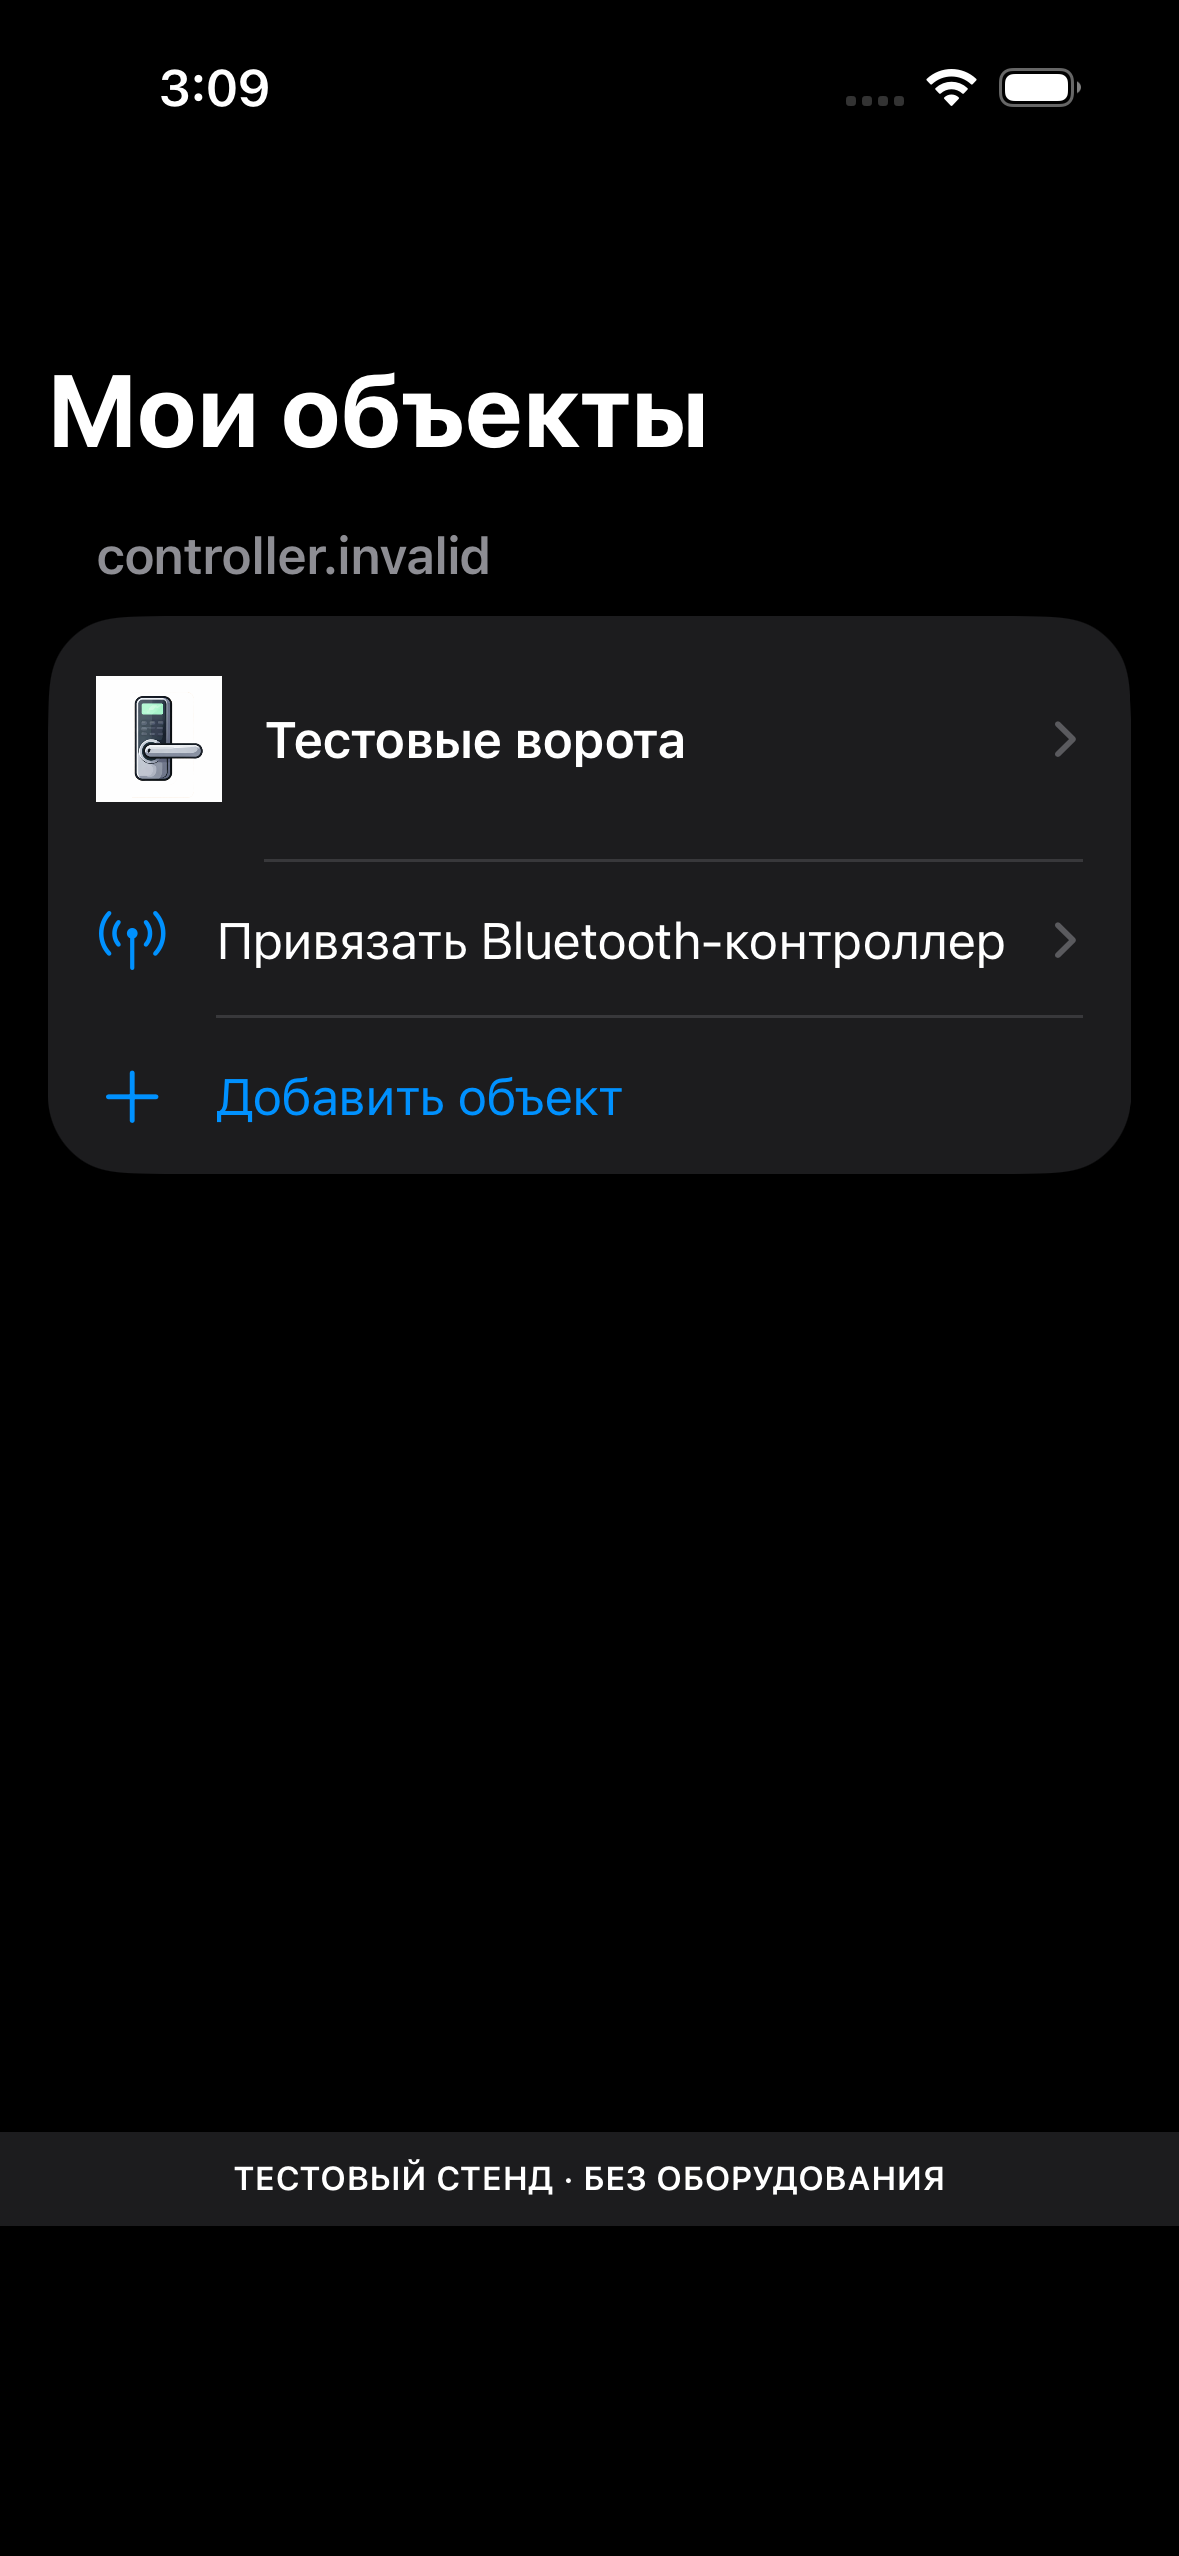 3:09
Мои объекты
controller.invalid
Тестовые ворота
Привязать Bluetooth-контроллер
Добавить объект
ТЕСТОВЫЙ СТЕНД · БЕЗ ОБОРУДОВАНИЯ